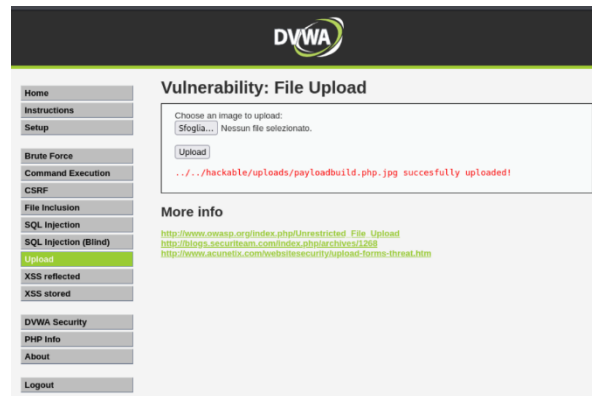 DVWA
Home
Instructions
Setup
Brute Force
Command Execution
CSRF
File Inclusion
SQL Injection
SQL Injection (Blind)
Upload
XSS reflected
XSS stored
DVWA Security
PHP Info
About
Logout
Vulnerability: File Upload
Choose an image to upload:
Sfoglia... Nessun file selezionato.
Upload
../../hackable/uploads/payloadbuild.php.jpg succesfully uploaded!
More info
http://www.owasp.org/index.php/Unrestricted_File_Upload
http://blogs.securiteam.com/index.php/archives/1268
http://www.acunetix.com/websitesecurity/upload-forms-threat.htm